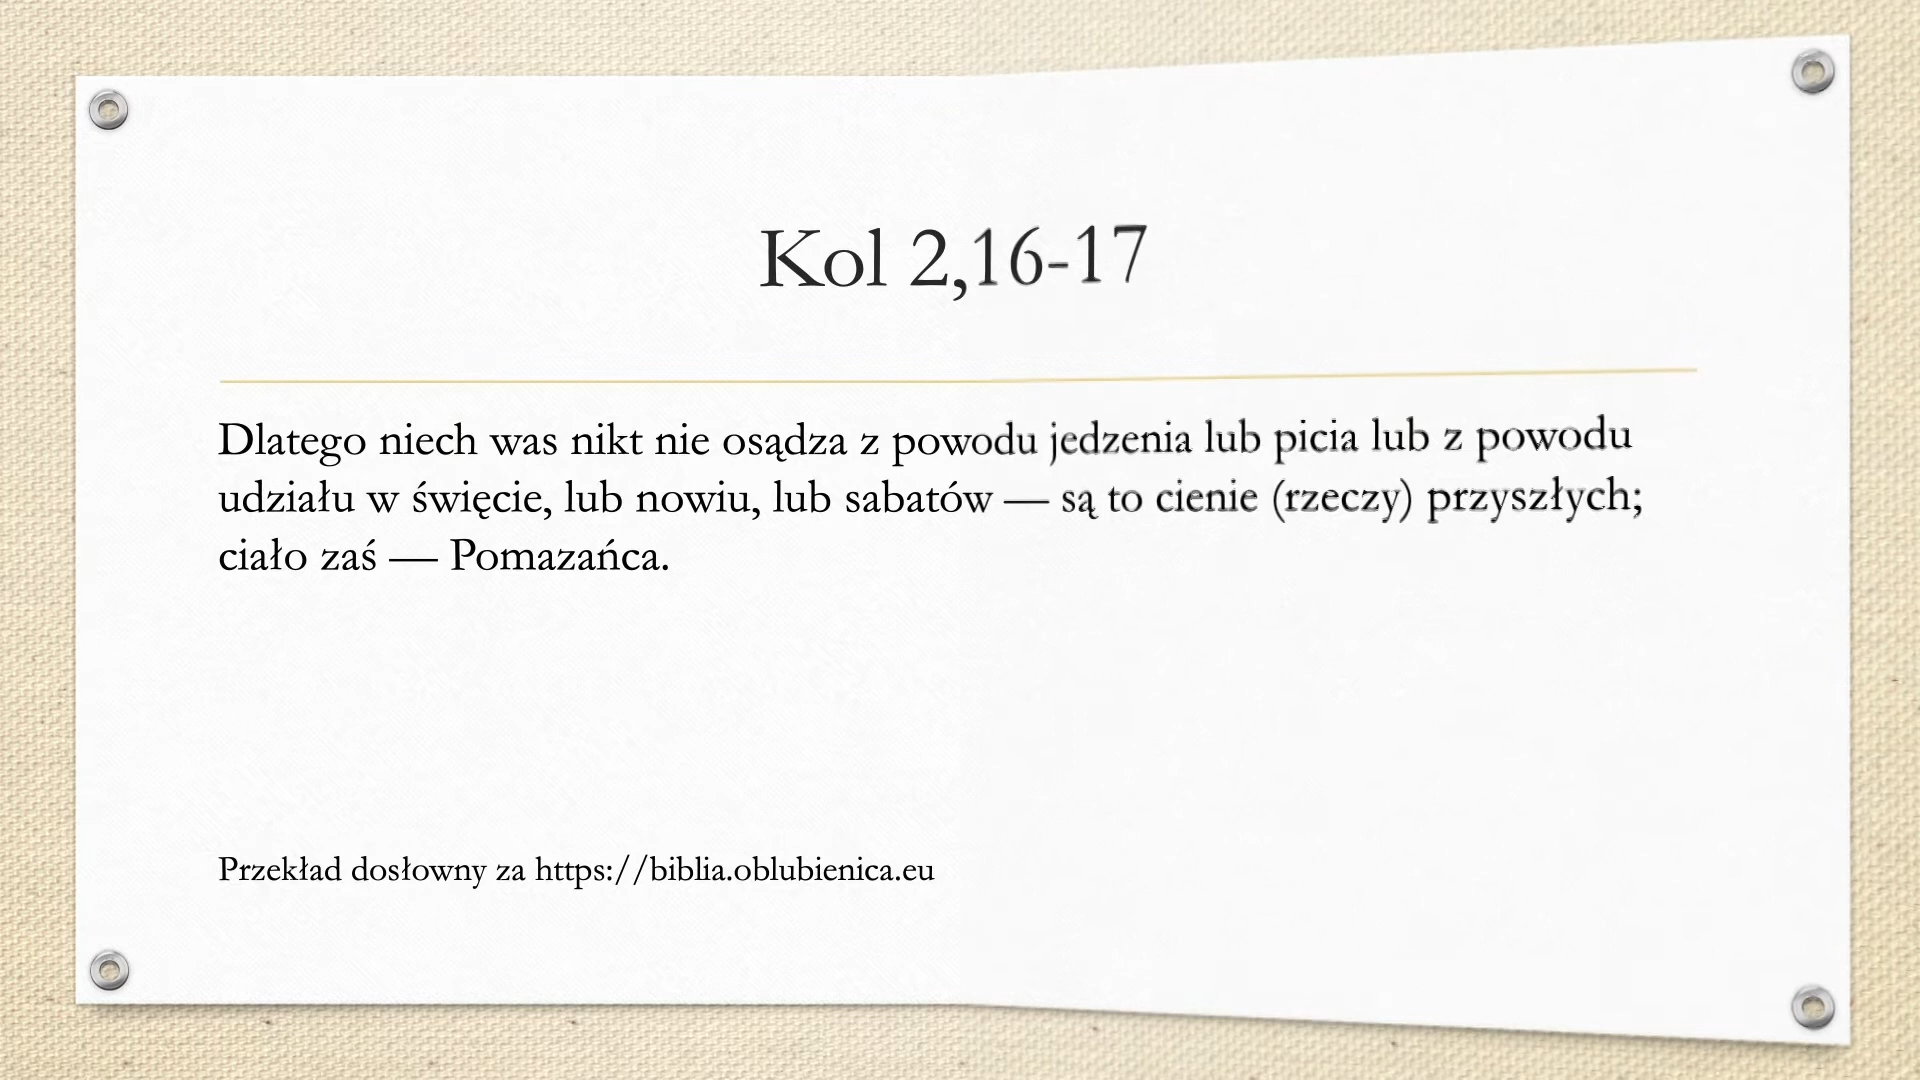 Kol 2,16-17
Dlatego niech was nikt nie osądza z powodu jedzenia lub picia lub z powodu
udziału w święcie, lub nowiu, lub sabatów — są to cienie (rzeczy) przyszłych;
ciało zaś — Pomazańca.
Przekład dosłowny za https://biblia.oblubienica.eu